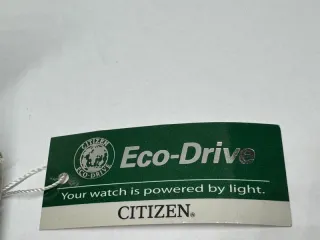 CITIZEN
ECO-DRIVE
Eco-Drive
Your watch is powered by light.
CITIZEN®